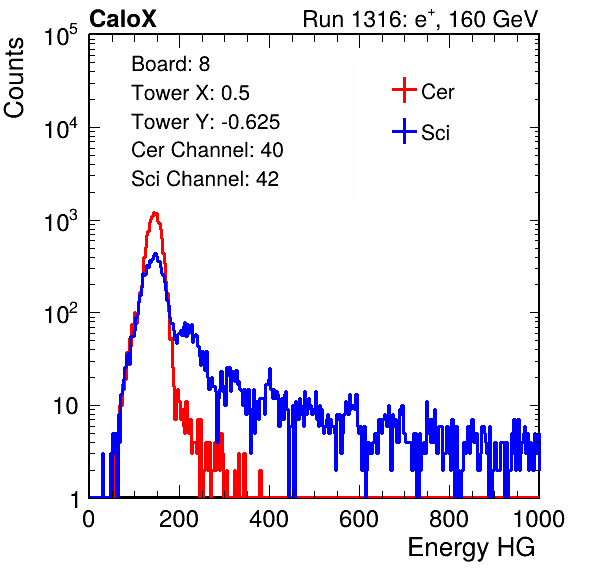 CaloX Run 1316: e+, 160 GeV
Board: 8
Tower X: 0.5
Tower Y: -0.625
Cer Channel: 40
Sci Channel: 42
Cer
Sci
Counts
10^5
10^4
10^3
10^2
10
1
0 200 400 600 800 1000
Energy HG